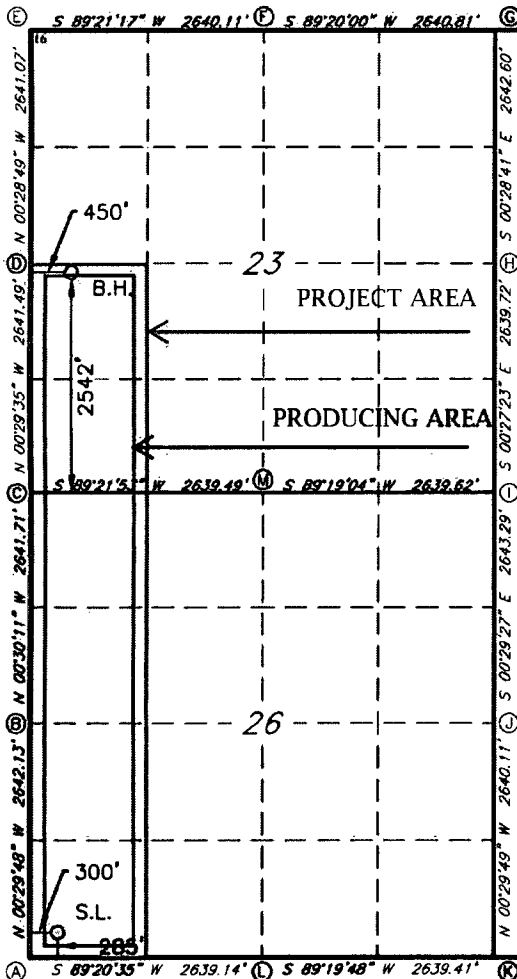 Ⓔ S 89°21'17" W 2640.11' Ⓕ S 89°20'00" W 2640.81' Ⓖ
16
N 00°28'49" W 2641.07'
S 00°28'41" E 2642.60'
450'
Ⓓ 23 Ⓗ
B.H.
PROJECT AREA
N 00°29'35" W 2641.49'
2542'
S 00°27'23" E 2639.72'
PRODUCING AREA
Ⓒ S 89°21'53" W 2639.49' Ⓜ S 89°19'04" W 2639.62' Ⓘ
N 00°30'11" W 2641.71'
S 00°29'27" E 2643.29'
Ⓑ 26 Ⓙ
N 00°29'48" W 2642.13'
N 00°29'49" W 2640.11'
300'
S.L.
285'
Ⓐ S 89°20'35" W 2639.14' Ⓛ S 89°19'48" W 2639.41' Ⓚ